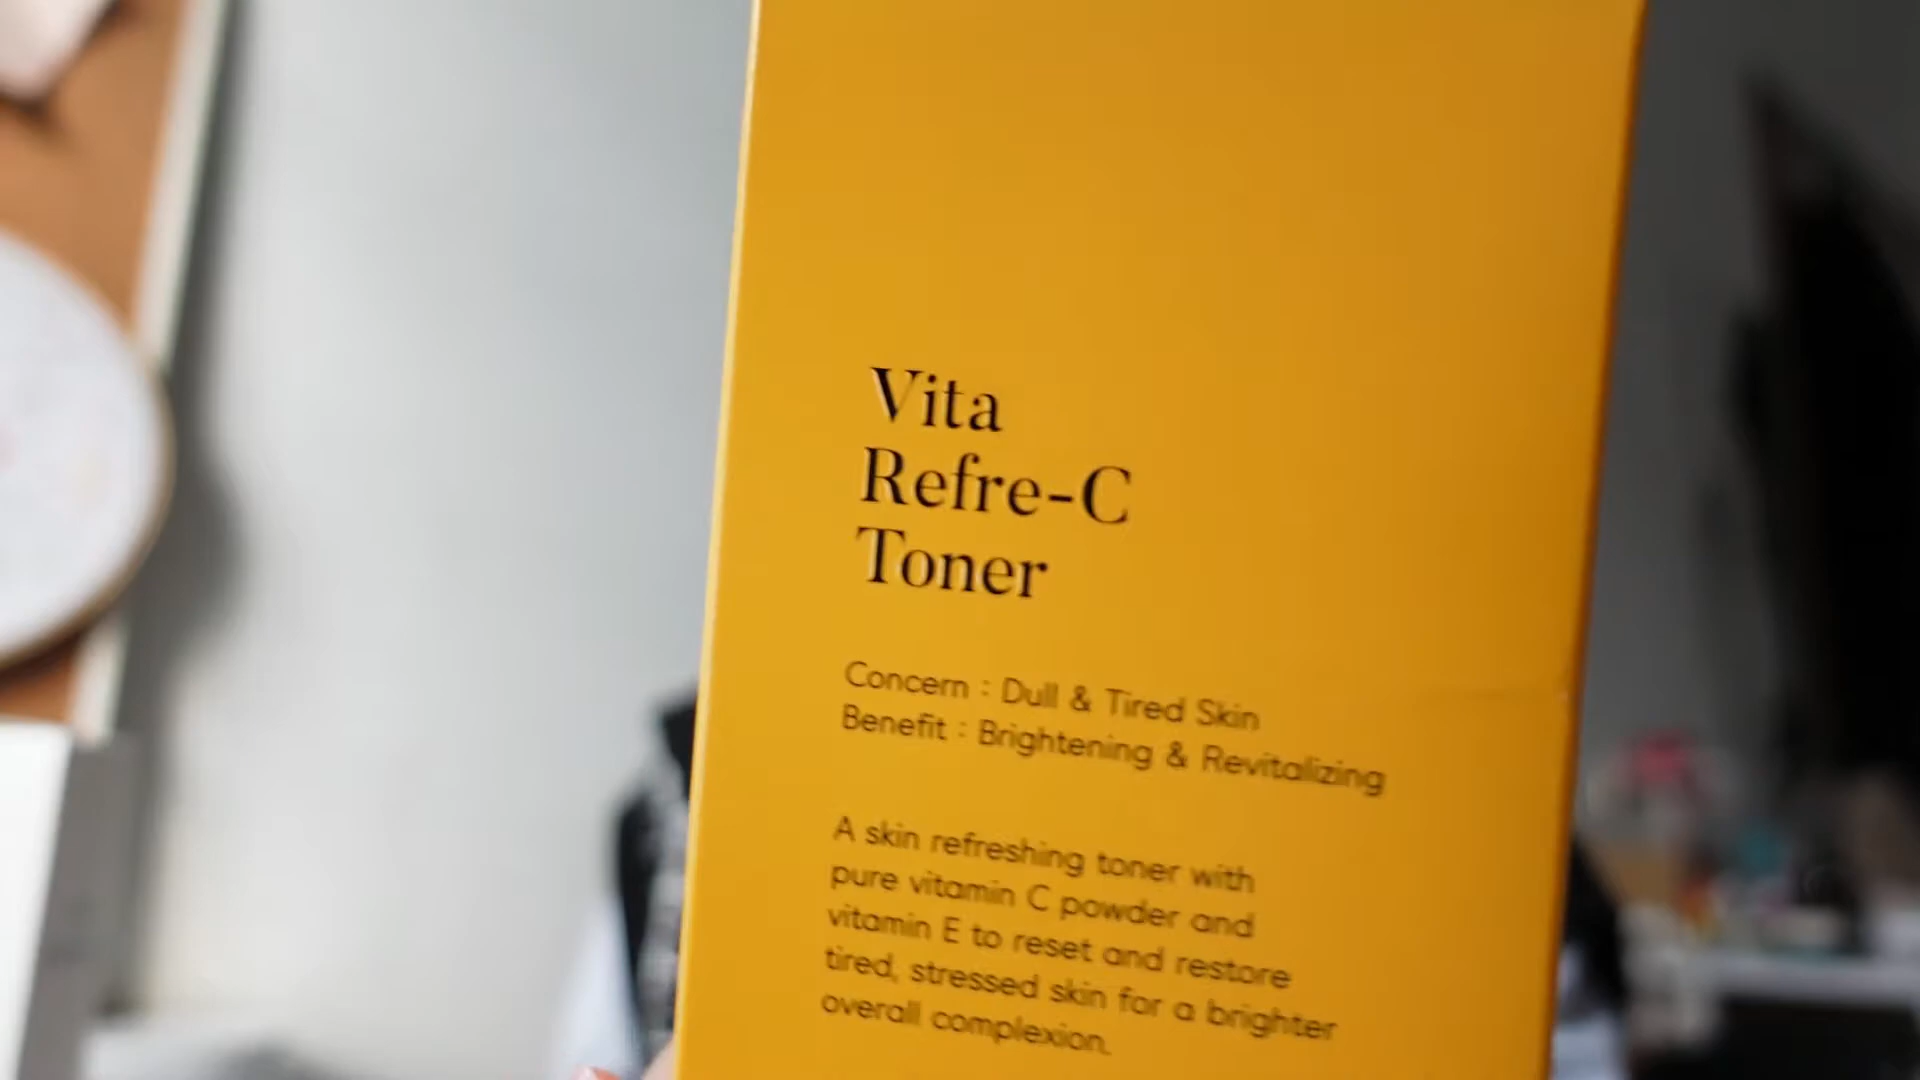 Vita
Refre-C
Toner
Concern : Dull & Tired Skin
Benefit : Brightening & Revitalizing
A skin refreshing toner with
pure vitamin C powder and
vitamin E to reset and restore
tired, stressed skin for a brighter
overall complexion.